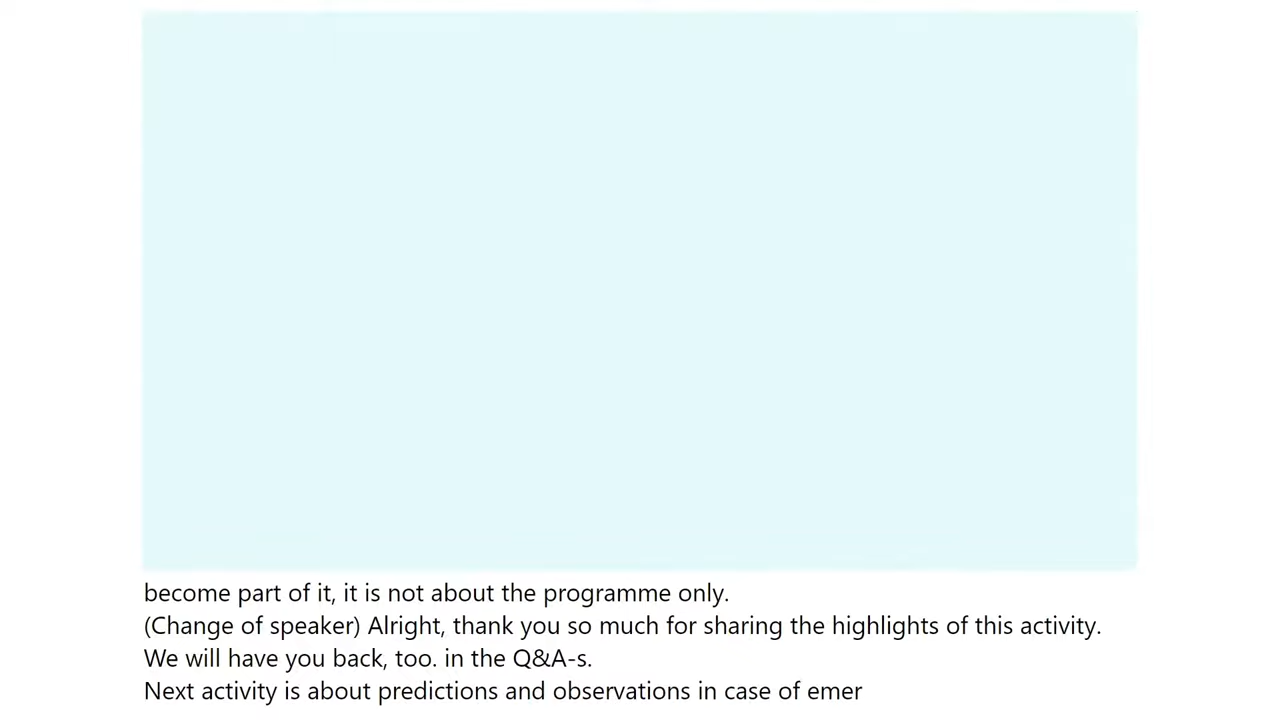 become part of it, it is not about the programme only.
(Change of speaker) Alright, thank you so much for sharing the highlights of this activity.
We will have you back, too. in the Q&A-s.
Next activity is about predictions and observations in case of emer